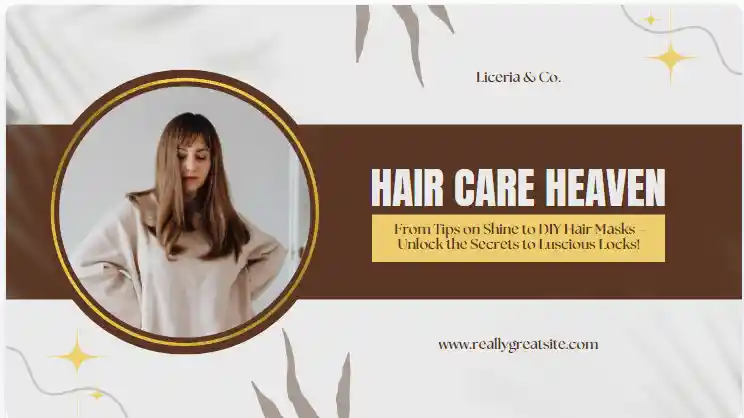 Liceria & Co.
HAIR CARE HEAVEN
From Tips on Shine to DIY Hair Masks –
Unlock the Secrets to Luscious Locks!
www.reallygreatsite.com